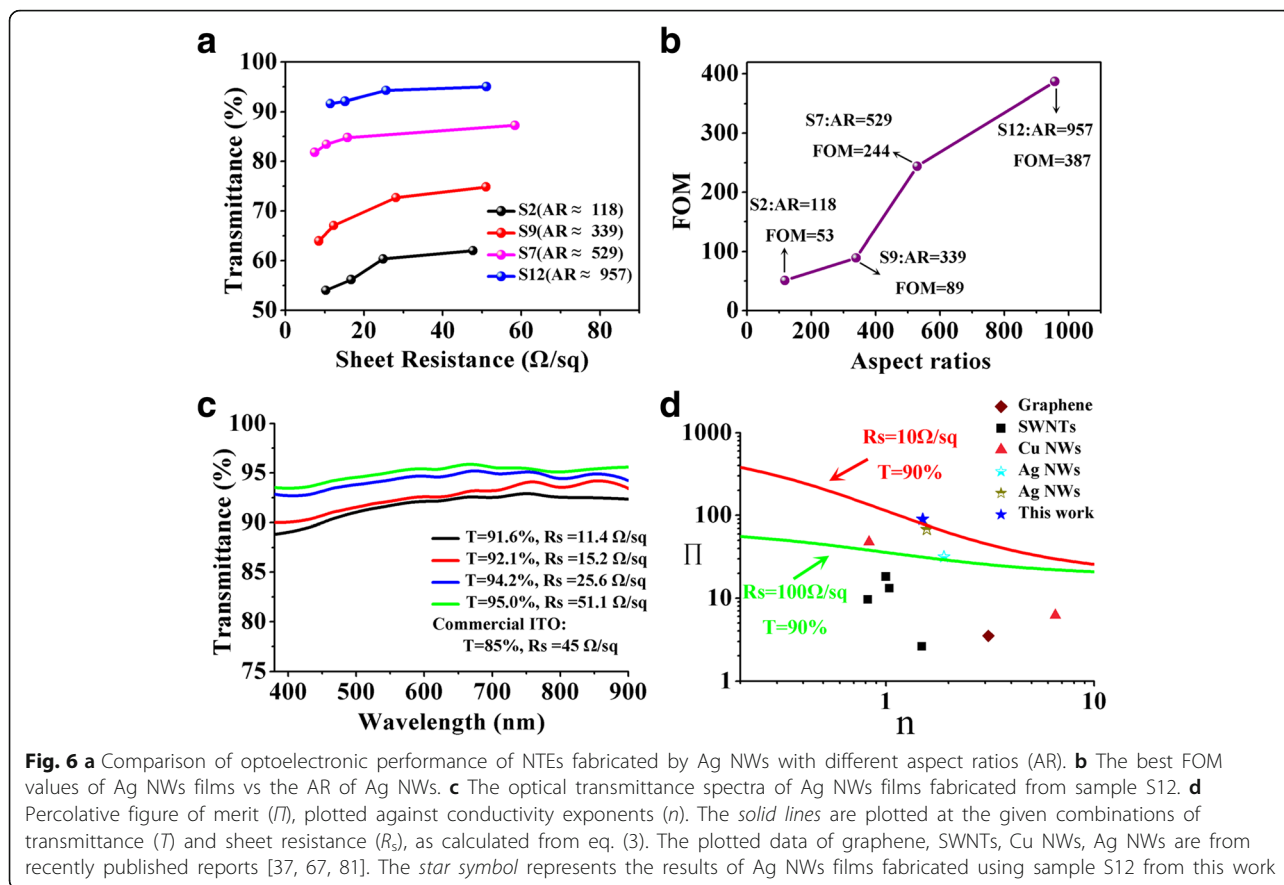 a
100
90
80
70
60
50
Transmittance (%)
S2(AR ≈ 118)
S9(AR ≈ 339)
S7(AR ≈ 529)
S12(AR ≈ 957)
0 20 40 60 80
Sheet Resistance (Ω/sq)
b
400
300
200
100
0
FOM
S7:AR=529
FOM=244
S12:AR=957
FOM=387
S2:AR=118
FOM=53
S9:AR=339
FOM=89
0 200 400 600 800 1000
Aspect ratios
c
100
95
90
85
80
75
Transmittance (%)
T=91.6%, Rs =11.4 Ω/sq
T=92.1%, Rs =15.2 Ω/sq
T=94.2%, Rs =25.6 Ω/sq
T=95.0%, Rs =51.1 Ω/sq
Commercial ITO:
T=85%, Rs =45 Ω/sq
400 500 600 700 800 900
Wavelength (nm)
d
Graphene
SWNTs
Cu NWs
Ag NWs
Ag NWs
This work
1000
100
10
1
Π
Rs=10Ω/sq
T=90%
Rs=100Ω/sq
T=90%
1 10
n
Fig. 6 a Comparison of optoelectronic performance of NTEs fabricated by Ag NWs with different aspect ratios (AR). b The best FOM
values of Ag NWs films vs the AR of Ag NWs. c The optical transmittance spectra of Ag NWs films fabricated from sample S12. d
Percolative figure of merit (Π), plotted against conductivity exponents (n). The solid lines are plotted at the given combinations of
transmittance (T) and sheet resistance (Rs), as calculated from eq. (3). The plotted data of graphene, SWNTs, Cu NWs, Ag NWs are from
recently published reports [37, 67, 81]. The star symbol represents the results of Ag NWs films fabricated using sample S12 from this work